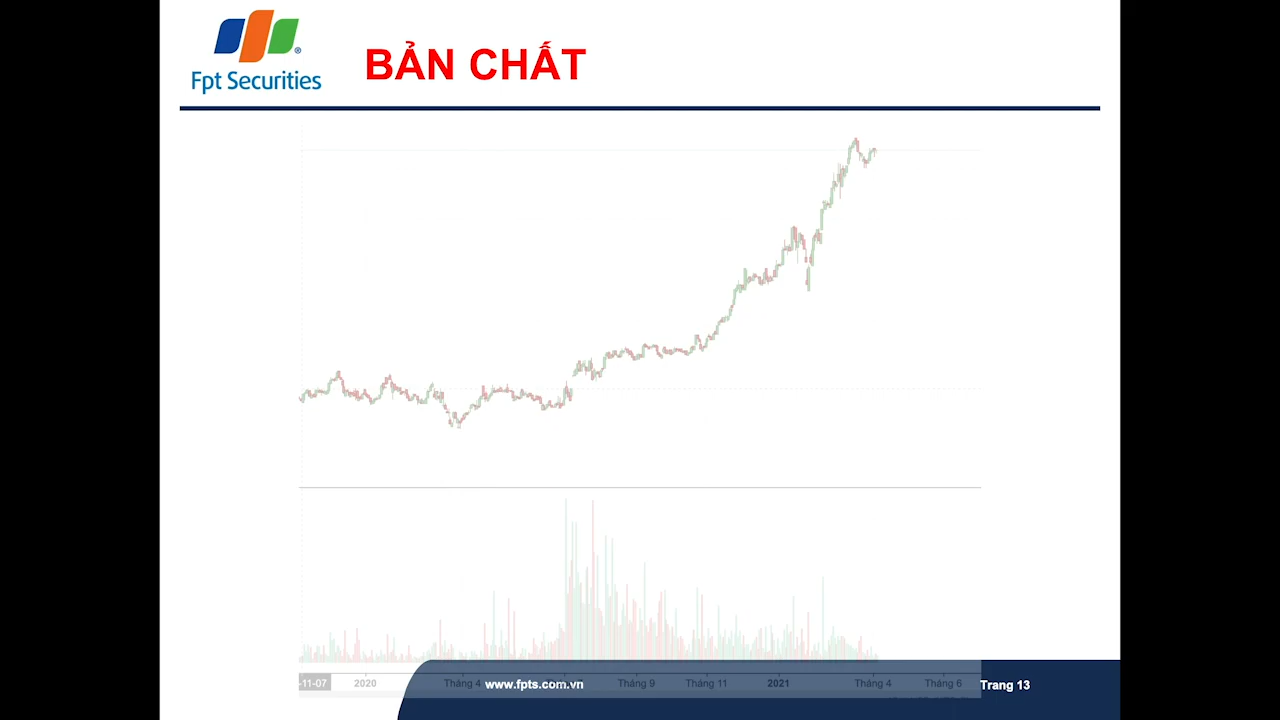 Fpt Securities
BẢN CHẤT
-11-07 2020 Tháng 4 Tháng 9 Tháng 11 2021 Tháng 4 Tháng 6
www.fpts.com.vn
Trang 13